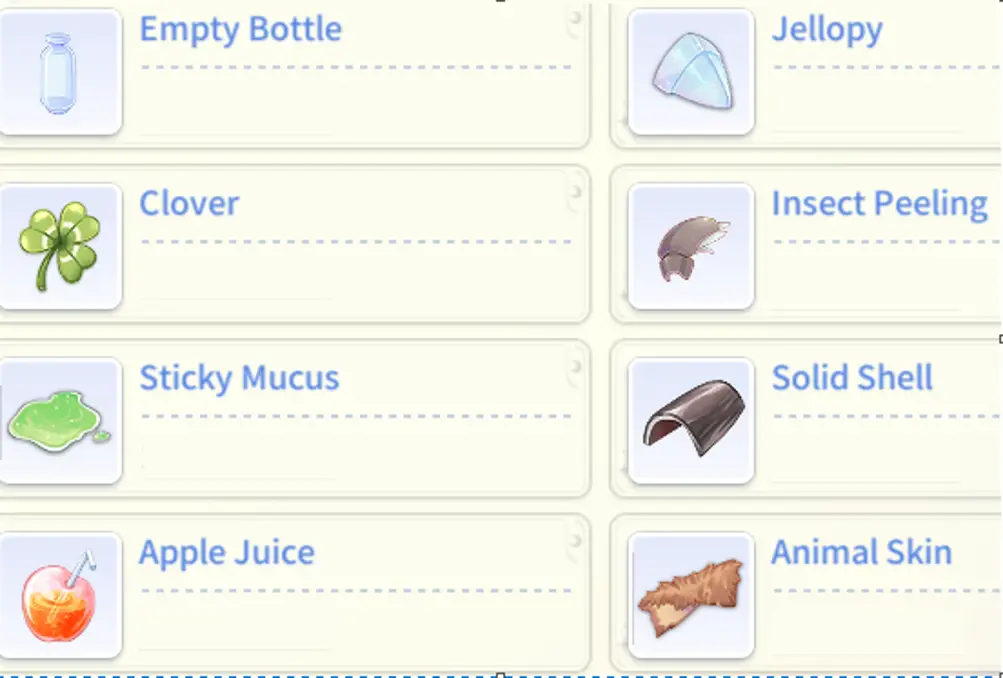 Empty Bottle
Jellopy
Clover
Insect Peeling
Sticky Mucus
Solid Shell
Apple Juice
Animal Skin